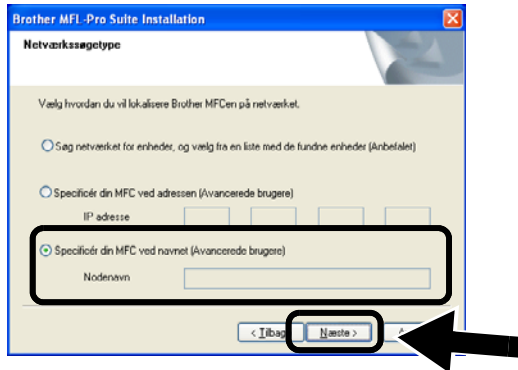 Brother MFL-Pro Suite Installation
Netværkssøgetype
Vælg hvordan du vil lokalisere Brother MFCen på netværket.
Søg netværket for enheder, og vælg fra en liste med de fundne enheder (Anbefalet)
Specificér din MFC ved adressen (Avancerede brugere)
IP adresse
Specificér din MFC ved navnet (Avancerede brugere)
Nodenavn
< Tilbag Næste >